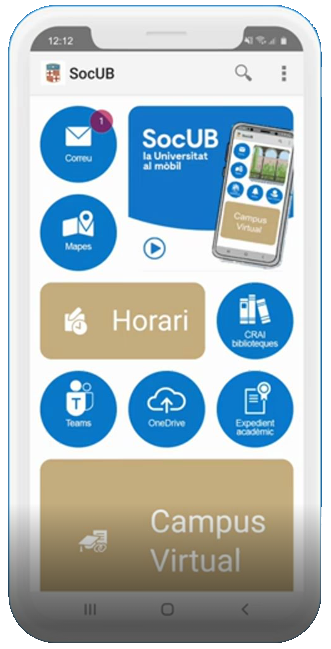 12:12
SocUB
1
Correu
SocUB
la Universitat
al mòbil
Campus
Virtual
Mapes
Horari
CRAI
biblioteques
T
Teams
OneDrive
Expedient
acadèmic
Campus
Virtual